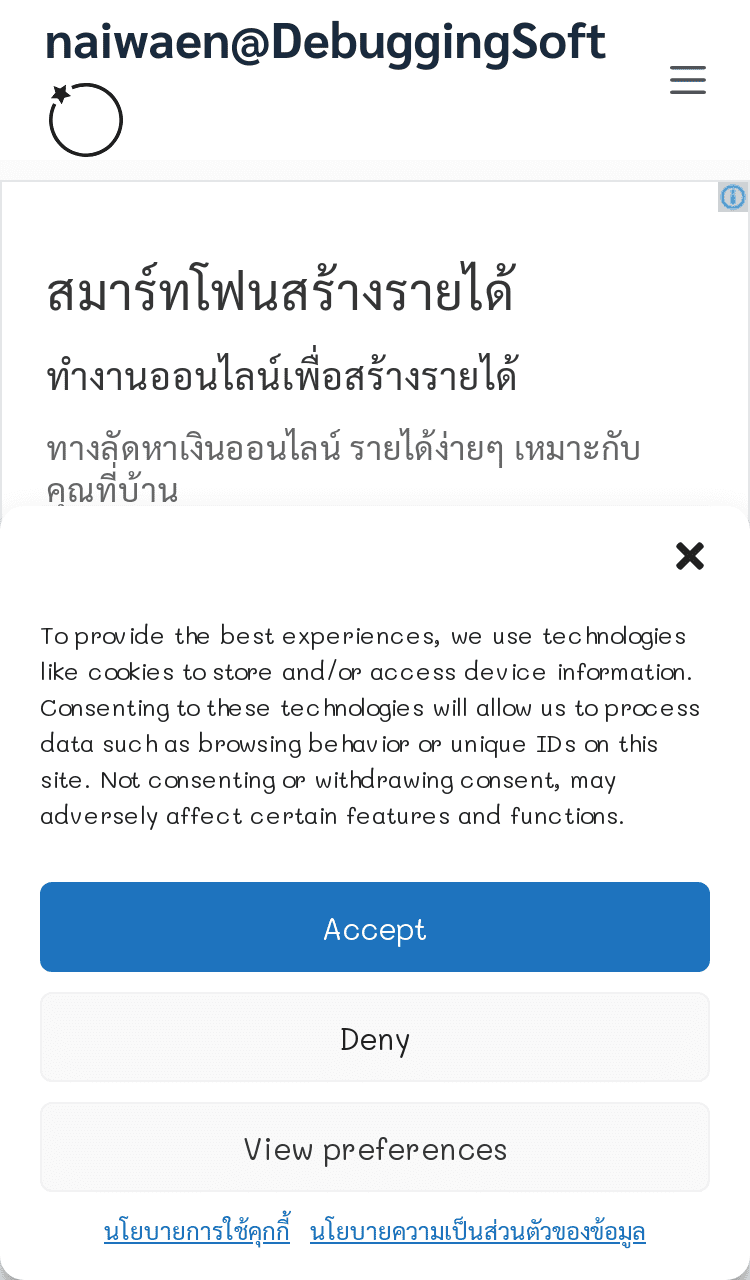 naiwaen@DebuggingSoft
สมาร์ทโฟนสร้างรายได้
ทำงานออนไลน์เพื่อสร้างรายได้
ทางลัดหาเงินออนไลน์ รายได้ง่ายๆ เหมาะกับ
คุณที่บ้าน
To provide the best experiences, we use technologies
like cookies to store and/or access device information.
Consenting to these technologies will allow us to process
data such as browsing behavior or unique IDs on this
site. Not consenting or withdrawing consent, may
adversely affect certain features and functions.
Accept
Deny
View preferences
นโยบายการใช้คุกกี้ นโยบายความเป็นส่วนตัวของข้อมูล